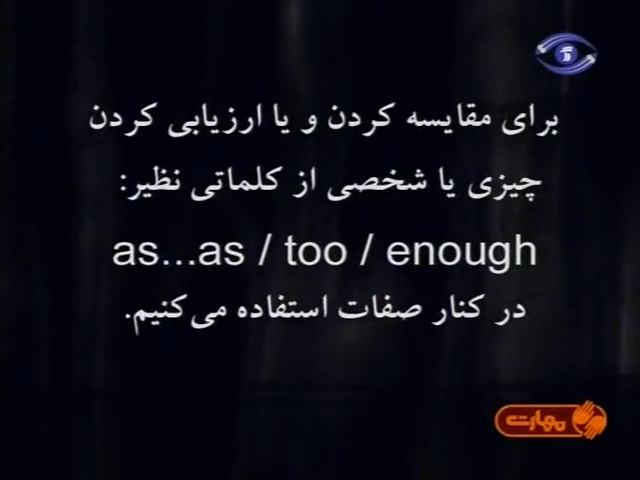 برای مقایسه کردن و یا ارزیابی کردن
چیزی یا شخصی از کلماتی نظیر:
as...as / too / enough
در کنار صفات استفاده می‌کنیم.
مهارت